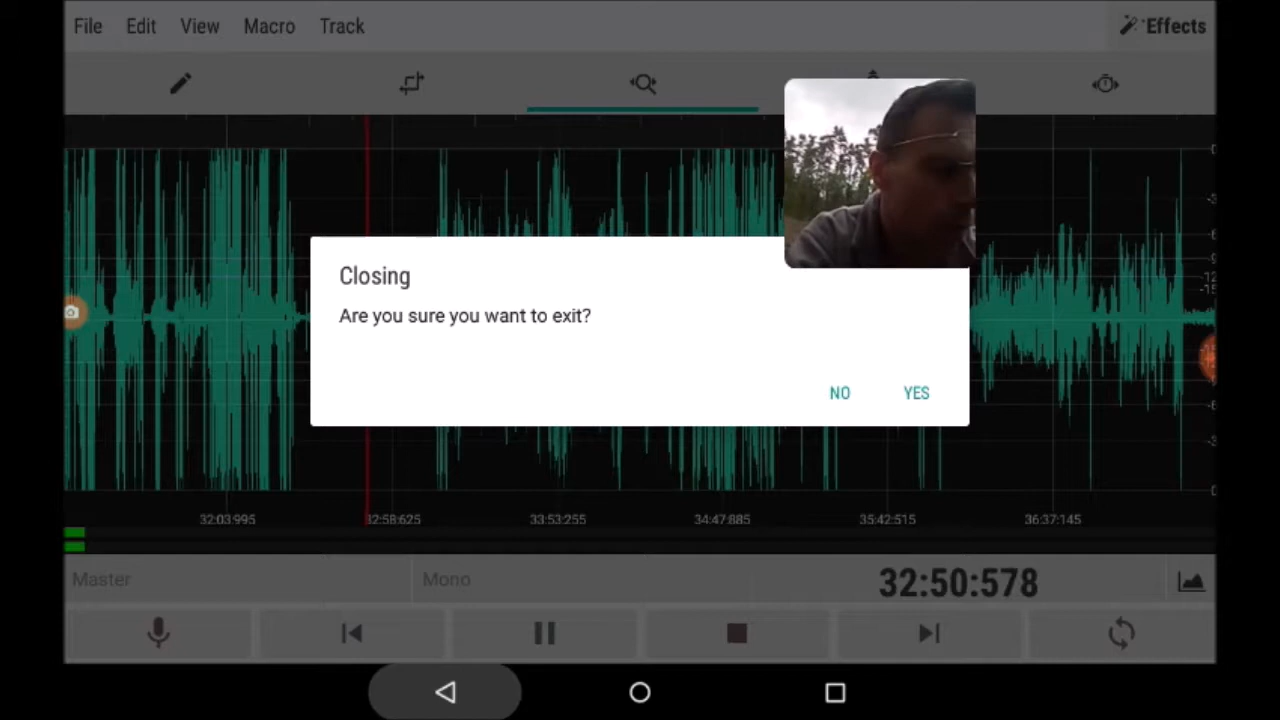 File Edit View Macro Track Effects
Closing
Are you sure you want to exit?
NO YES
32:03:995 32:58:625 33:53:255 34:47:885 35:42:515 36:37:145
Master Mono 32:50:578